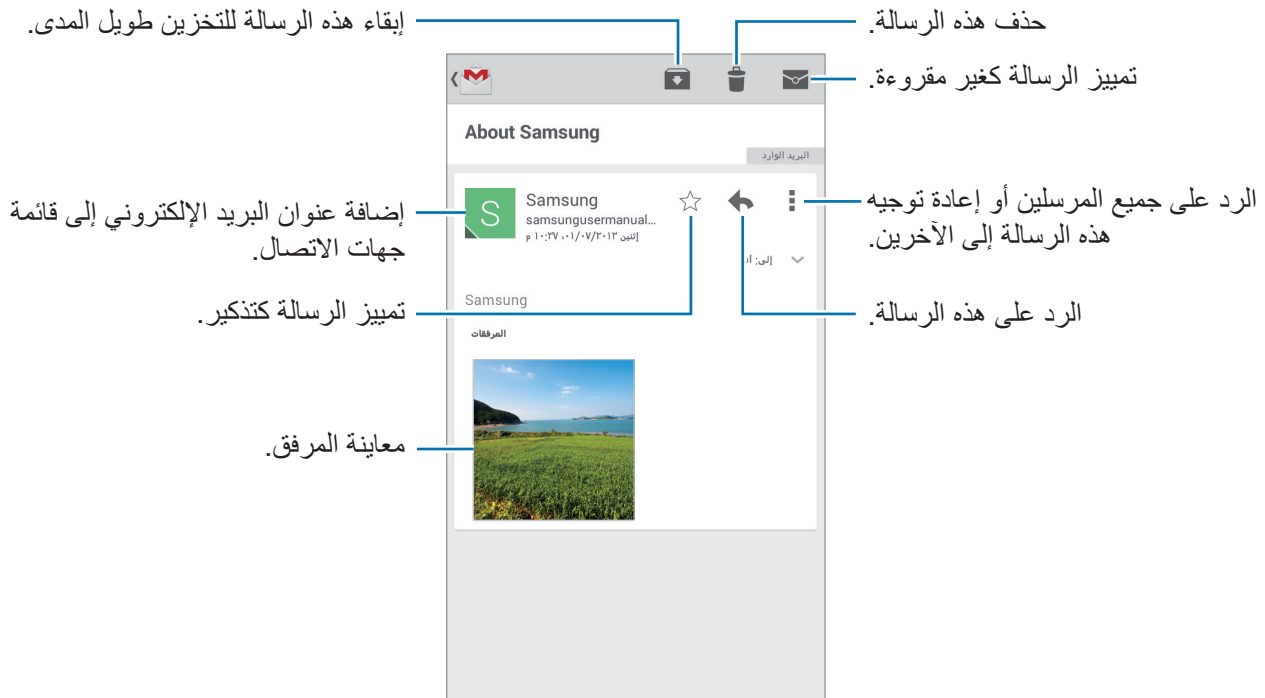 حذف هذه الرسالة.
إبقاء هذه الرسالة للتخزين طويل المدى.
تمييز الرسالة كغير مقروءة.
About Samsung
البريد الوارد
الرد على جميع المرسلين أو إعادة توجيه
هذه الرسالة إلى الآخرين.
S
Samsung
samsungusermanual...
إثنين ٠١/٠٧/٢٠١٣، ١٠:٣٧ م
إضافة عنوان البريد الإلكتروني إلى قائمة
جهات الاتصال.
إلى: أنا
Samsung
الرد على هذه الرسالة.
تمييز الرسالة كتذكير.
المرفقات
معاينة المرفق.